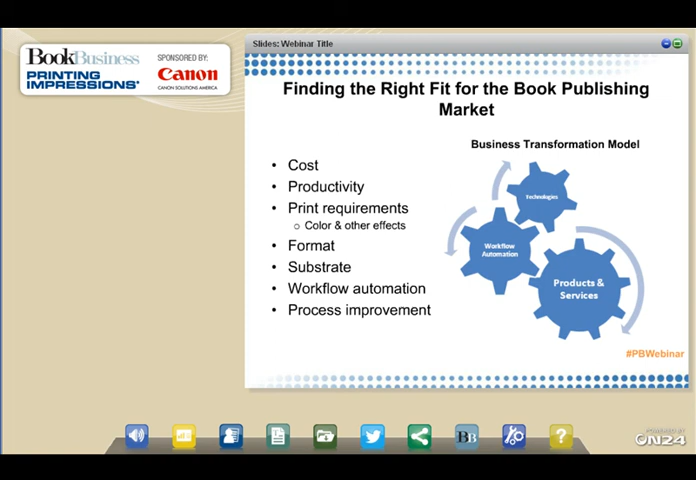 BookBusiness
PRINTING
IMPRESSIONS
SPONSORED BY:
Canon
CANON SOLUTIONS AMERICA
Slides: Webinar Title
Finding the Right Fit for the Book Publishing
Market
Business Transformation Model
• Cost
• Productivity
• Print requirements
o Color & other effects
• Format
• Substrate
• Workflow automation
• Process improvement
Technologies
Workflow
Automation
Products &
Services
#PBWebinar
BB
?
POWERED BY
ON24